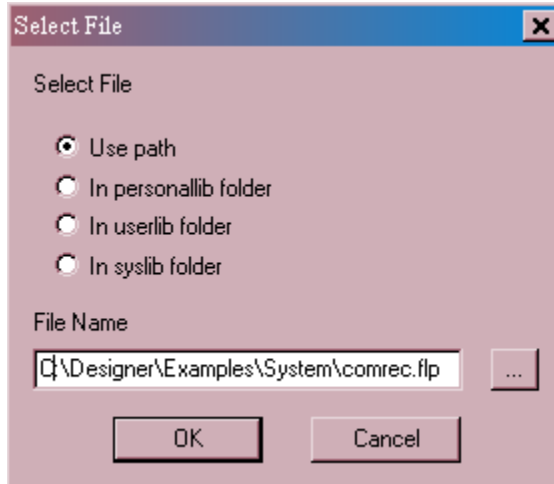 Select File
Select File
Use path
In personallib folder
In userlib folder
In syslib folder
File Name
C:\Designer\Examples\System\comrec.flp
...
OK
Cancel